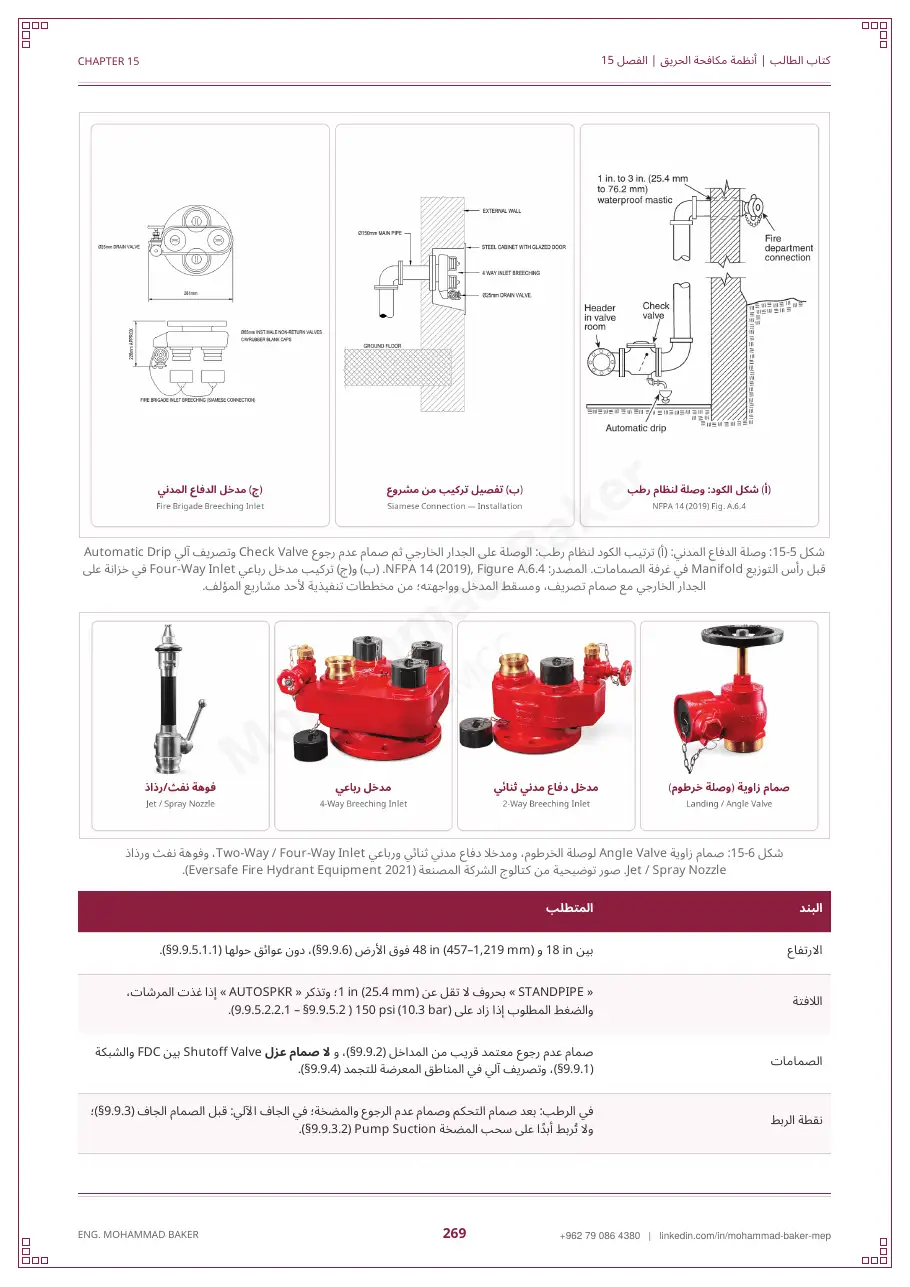 كتاب الطالب | أنظمة مكافحة الحريق | الفصل 15
CHAPTER 15
1 in. to 3 in. (25.4 mm
to 76.2 mm)
waterproof mastic
Fire
department
connection
Header
in valve
room
Check
valve
Automatic drip
(أ) شكل الكود: وصلة لنظام رطب
NFPA 14 (2019) Fig. A.6.4
EXTERNAL WALL
Ø150mm MAIN PIPE
STEEL CABINET WITH GLAZED DOOR
4 WAY INLET BREECHING
Ø25mm DRAIN VALVE.
GROUND FLOOR
(ب) تفصيل تركيب من مشروع
Siamese Connection — Installation
Ø25mm DRAIN VALVE
Ø65mm INST.MALE NON-RETURN VALVES
C/W RUBBER BLANK CAPS
FIRE BRIGADE INLET BREECHING (SIAMESE CONNECTION)
(ج) مدخل الدفاع المدني
Fire Brigade Breeching Inlet
شكل 5-15: وصلة الدفاع المدني: (أ) ترتيب الكود لنظام رطب: الوصلة على الجدار الخارجي ثم صمام عدم رجوع Check Valve وتصريف آلي Automatic Drip
قبل رأس التوزيع Manifold في غرفة الصمامات. المصدر: NFPA 14 (2019), Figure A.6.4. (ب) و(ج) تركيب مدخل رباعي Four-Way Inlet في خزانة على
الجدار الخارجي مع صمام تصريف، ومسقط المدخل وواجهته؛ من مخططات تنفيذية لأحد مشاريع المؤلف.
صمام زاوية (وصلة خرطوم)
Landing / Angle Valve
مدخل دفاع مدني ثنائي
2-Way Breeching Inlet
مدخل رباعي
4-Way Breeching Inlet
فوهة نفث/رذاذ
Jet / Spray Nozzle
شكل 6-15: صمام زاوية Angle Valve لوصلة الخرطوم، ومدخلا دفاع مدني ثنائي ورباعي Two-Way / Four-Way Inlet، وفوهة نفث ورذاذ
Jet / Spray Nozzle. صور توضيحية من كتالوج الشركة المصنعة (Eversafe Fire Hydrant Equipment 2021).
البند
المتطلب
الارتفاع
بين 18 in و 48 in (457–1,219 mm) فوق الأرض (§9.9.6)، دون عوائق حولها (§9.9.5.1.1).
اللافتة
« STANDPIPE » بحروف لا تقل عن 1 in (25.4 mm)؛ وتذكر « AUTOSPKR » إذا غذت المرشات،
والضغط المطلوب إذا زاد على 150 psi (10.3 bar) ( §9.9.5.2 – 9.9.5.2.2.1).
الصمامات
صمام عدم رجوع معتمد قريب من المداخل (§9.9.2)، و لا صمام عزل Shutoff Valve بين FDC والشبكة
(§9.9.1)، وتصريف آلي في المناطق المعرضة للتجمد (§9.9.4).
نقطة الربط
في الرطب: بعد صمام التحكم وصمام عدم الرجوع والمضخة؛ في الجاف الآلي: قبل الصمام الجاف (§9.9.3)؛
ولا تُربط أبدًا على سحب المضخة Pump Suction (§9.9.3.2).
ENG. MOHAMMAD BAKER
269
+962 79 086 4380 | linkedin.com/in/mohammad-baker-mep